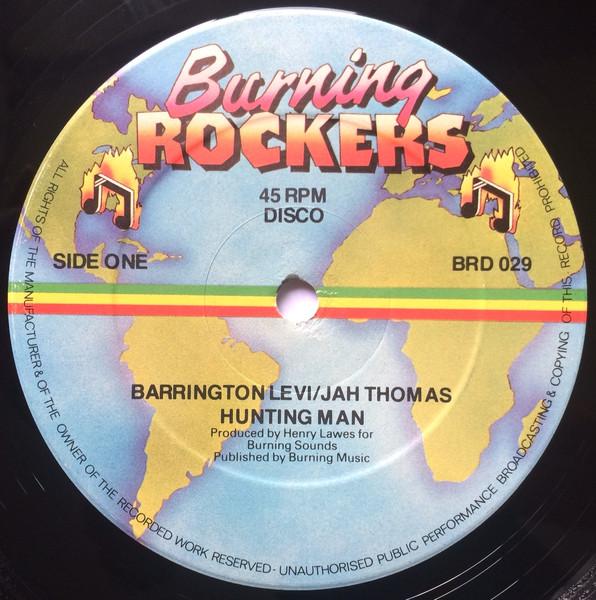 Burning
ROCKERS
45 RPM
DISCO
SIDE ONE
BRD 029
BARRINGTON LEVI/JAH THOMAS
HUNTING MAN
Produced by Henry Lawes for
Burning Sounds
Published by Burning Music
ALL RIGHTS OF THE MANUFACTURER & OF THE OWNER OF THE RECORDED WORK RESERVED - UNAUTHORISED PUBLIC PERFORMANCE BROADCASTING & COPYING OF THIS RECORD PROHIBITED